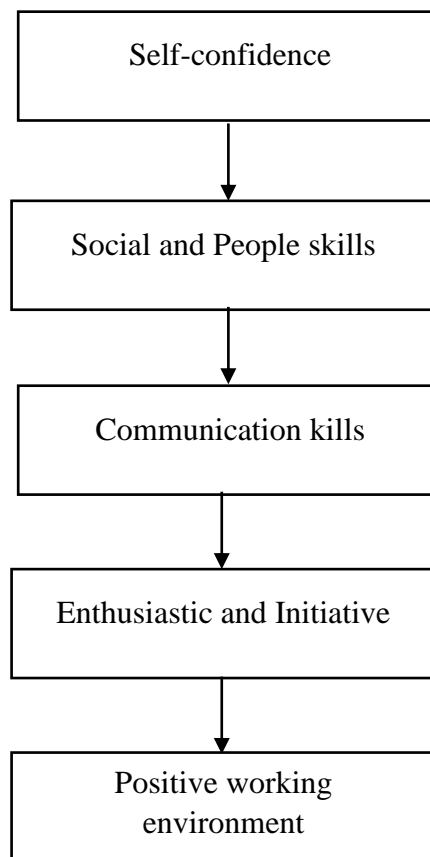 Self-confidence
Social and People skills
Communication kills
Enthusiastic and Initiative
Positive working
environment